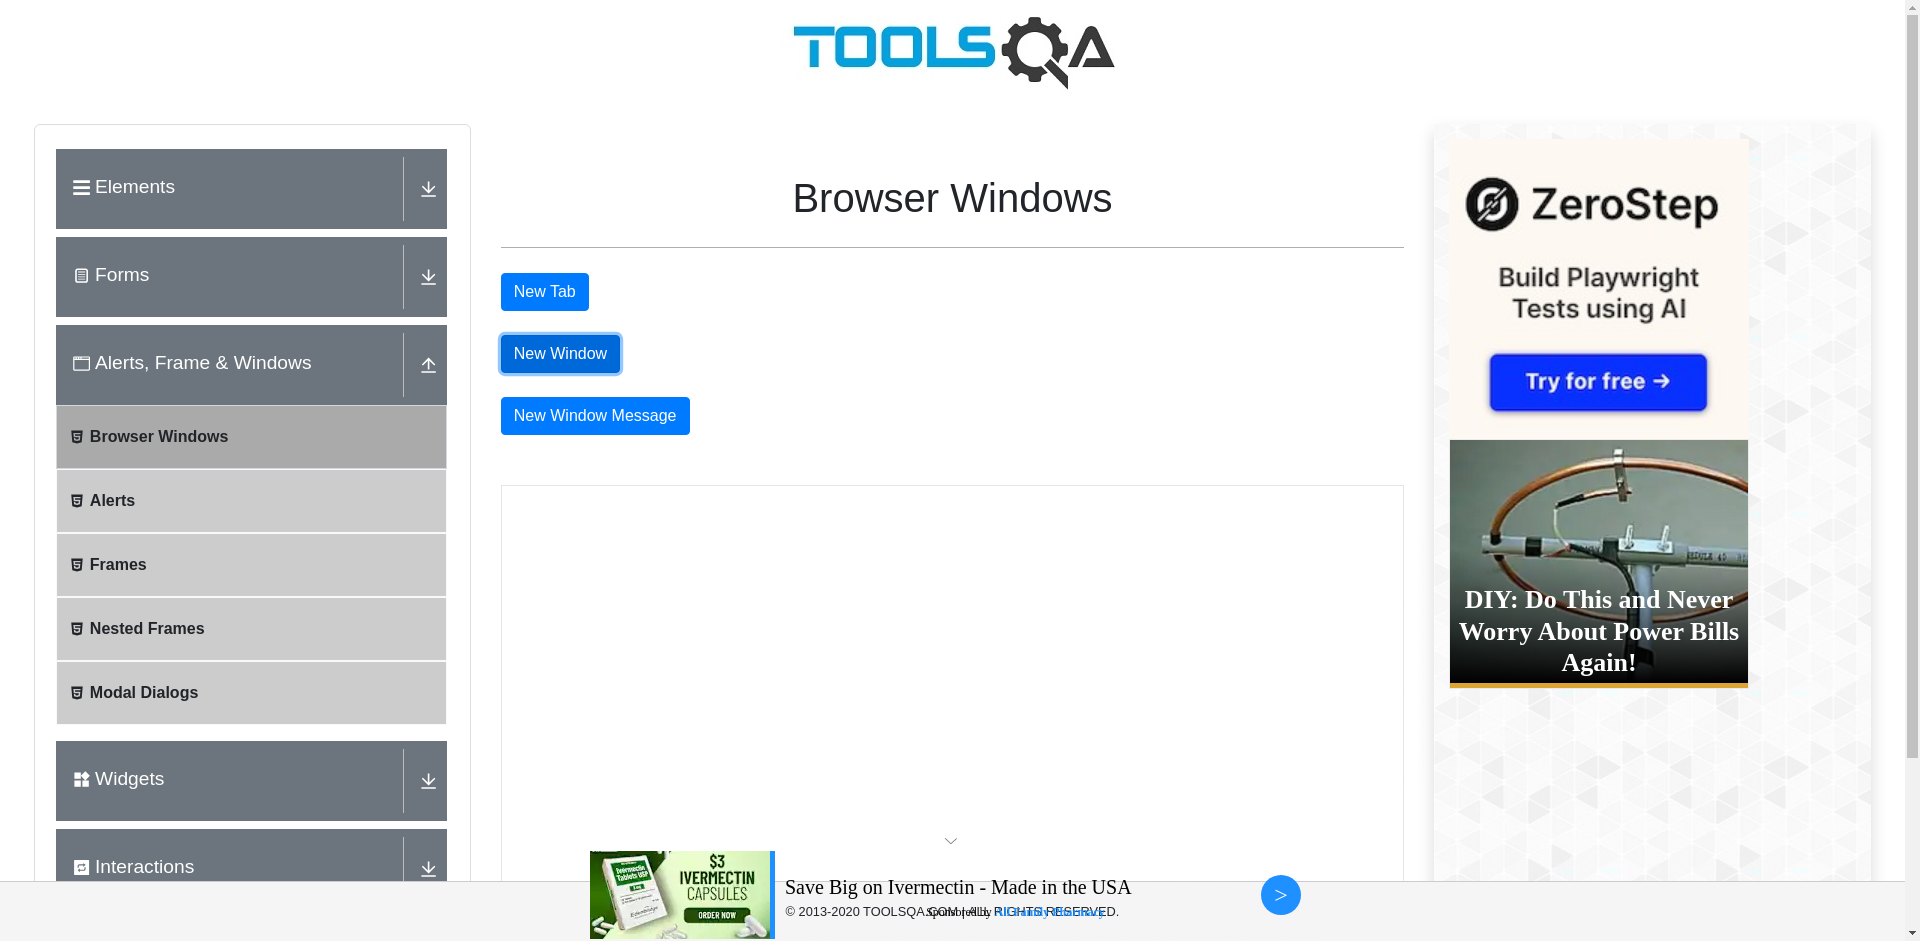 TOOLSQA
Elements
Forms
Alerts, Frame & Windows
Browser Windows
Alerts
Frames
Nested Frames
Modal Dialogs
Widgets
Interactions
Browser Windows
New Tab
New Window
New Window Message
ZeroStep
Build Playwright
Tests using AI
Try for free →
DIY: Do This and Never
Worry About Power Bills
Again!
$3
IVERMECTIN
CAPSULES
ORDER NOW
Save Big on Ivermectin - Made in the USA
© 2013-2020 TOOLSQA.COM | ALL RIGHTS RESERVED.
>